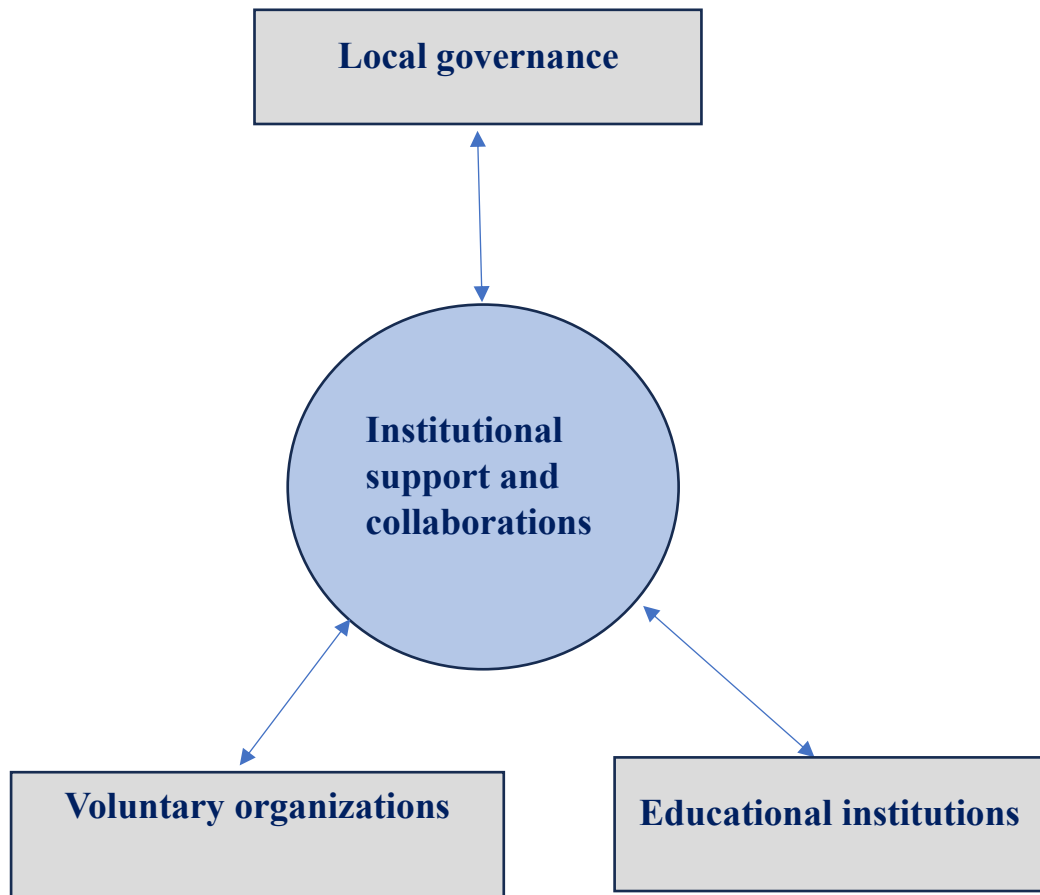 Local governance
Institutional
support and
collaborations
Voluntary organizations
Educational institutions